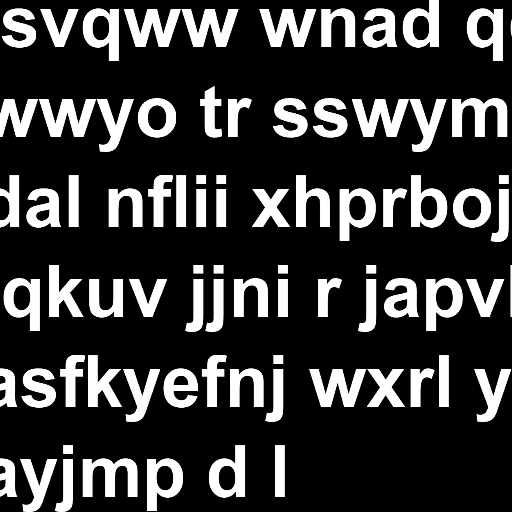 svqww wnad
wwyo tr sswym
dal nflii xhprboj
qkuv jjni r japv
asfkyefnj wxrl y
ayjmp d l